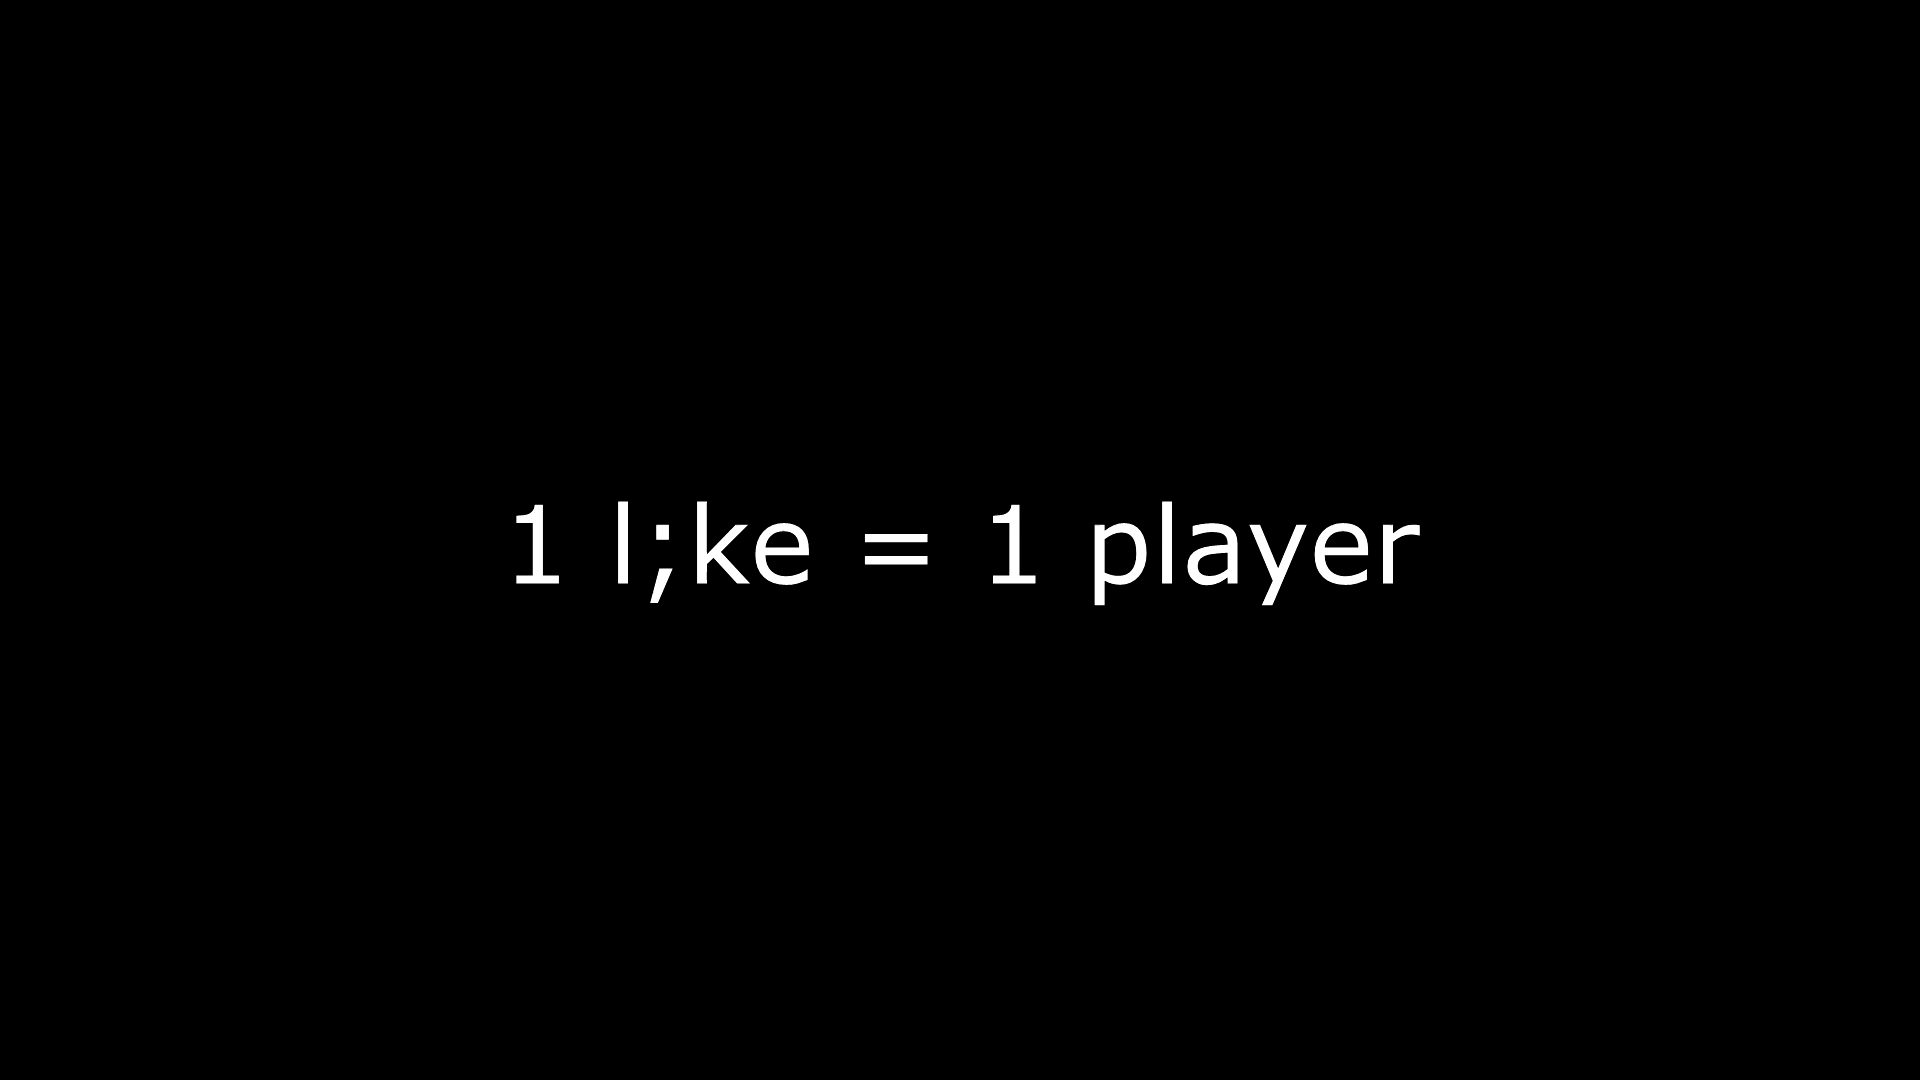 1 l;ke = 1 player